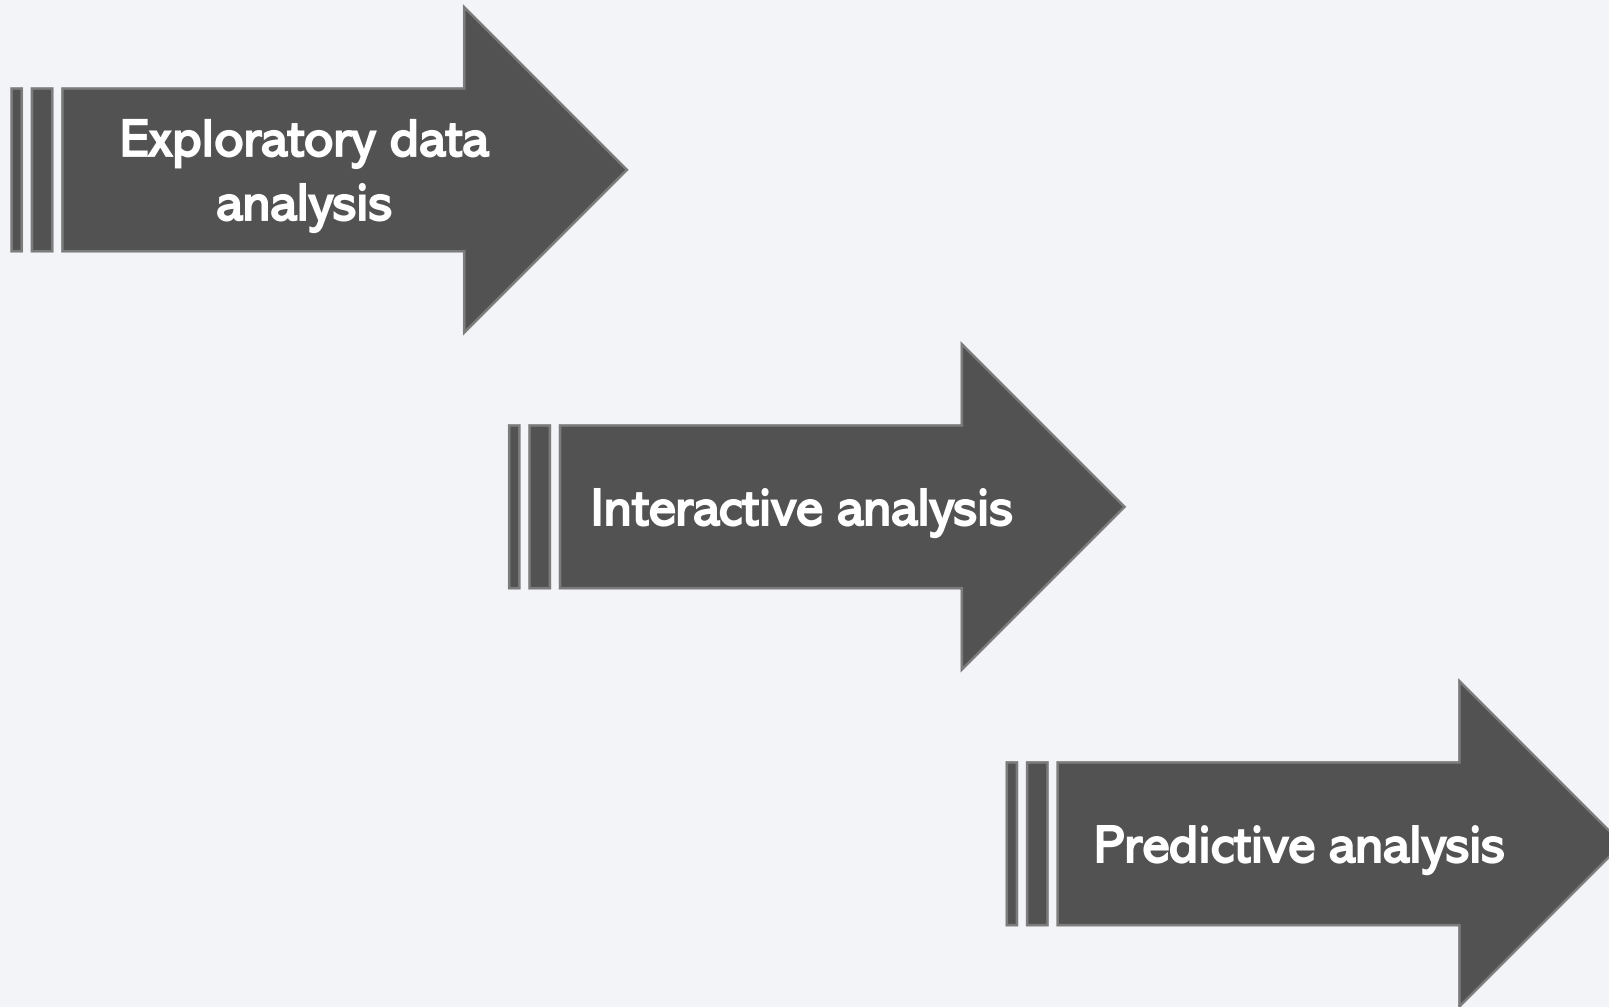 Exploratory data
analysis
Interactive analysis
Predictive analysis